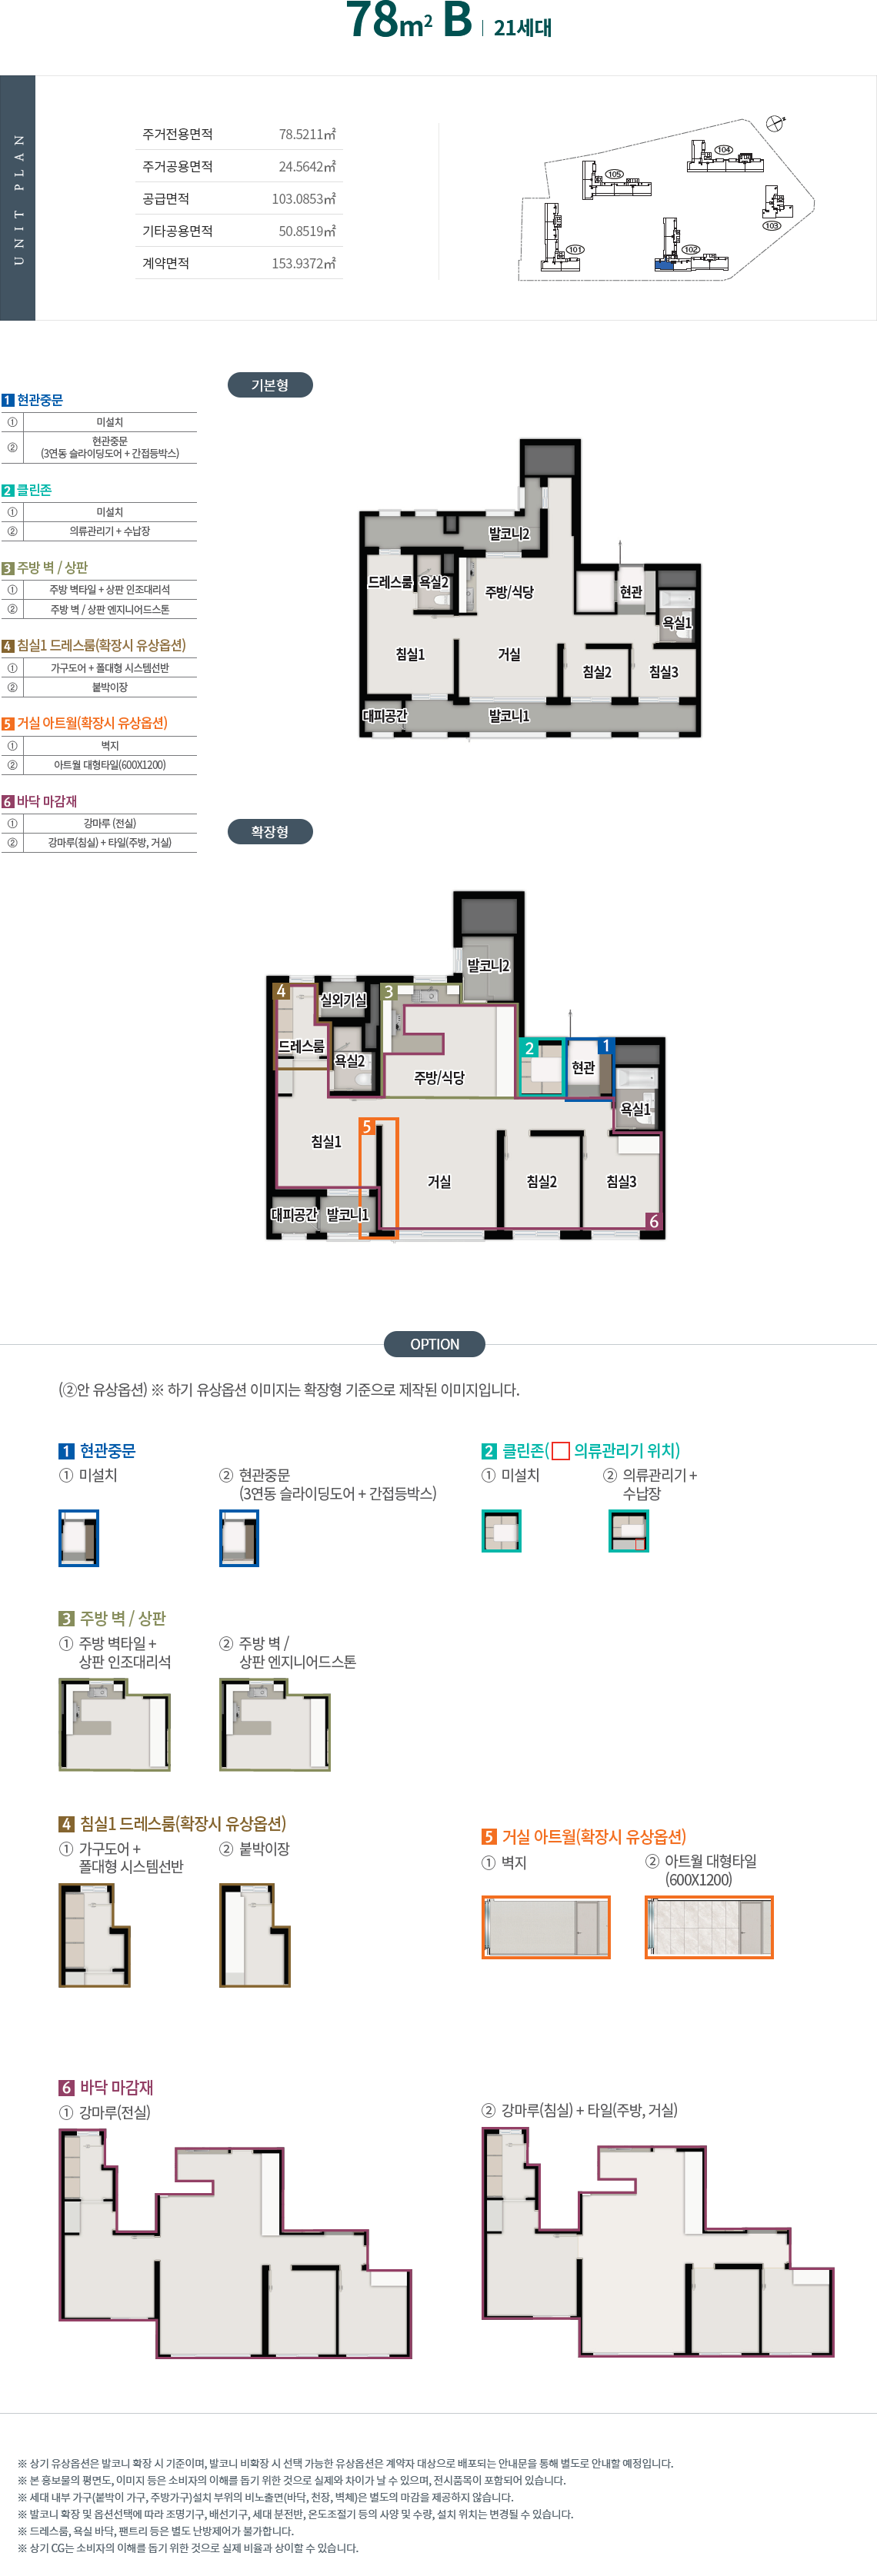 78m² B | 21세대
UNIT PLAN
주거전용면적 78.5211㎡
주거공용면적 24.5642㎡
공급면적 103.0853㎡
기타공용면적 50.8519㎡
계약면적 153.9372㎡
104
105
103
101
102
기본형
1 현관중문
① 미설치
② 현관중문
(3연동 슬라이딩도어 + 간접등박스)
2 클린존
① 미설치
② 의류관리기 + 수납장
3 주방 벽 / 상판
① 주방 벽타일 + 상판 인조대리석
② 주방 벽 / 상판 엔지니어드스톤
4 침실1 드레스룸(확장시 유상옵션)
① 가구도어 + 폴대형 시스템선반
② 붙박이장
5 거실 아트월(확장시 유상옵션)
① 벽지
② 아트월 대형타일(600X1200)
6 바닥 마감재
① 강마루 (전실)
② 강마루(침실) + 타일(주방, 거실)
발코니2
드레스룸 욕실2
주방/식당
현관
욕실1
침실1
거실
침실2
침실3
대피공간
발코니1
확장형
발코니2
4
실외기실
3
드레스룸
욕실2
주방/식당
2
1
현관
욕실1
5
침실1
거실
침실2
침실3
대피공간
발코니1
6
OPTION
(②안 유상옵션) ※ 하기 유상옵션 이미지는 확장형 기준으로 제작된 이미지입니다.
1 현관중문
① 미설치
② 현관중문
(3연동 슬라이딩도어 + 간접등박스)
2 클린존( 의류관리기 위치)
① 미설치
② 의류관리기 +
수납장
3 주방 벽 / 상판
① 주방 벽타일 +
상판 인조대리석
② 주방 벽 /
상판 엔지니어드스톤
4 침실1 드레스룸(확장시 유상옵션)
① 가구도어 +
폴대형 시스템선반
② 붙박이장
5 거실 아트월(확장시 유상옵션)
① 벽지
② 아트월 대형타일
(600X1200)
6 바닥 마감재
① 강마루(전실)
② 강마루(침실) + 타일(주방, 거실)
※ 상기 유상옵션은 발코니 확장 시 기준이며, 발코니 비확장 시 선택 가능한 유상옵션은 계약자 대상으로 배포되는 안내문을 통해 별도로 안내할 예정입니다.
※ 본 홍보물의 평면도, 이미지 등은 소비자의 이해를 돕기 위한 것으로 실제와 차이가 날 수 있으며, 전시품목이 포함되어 있습니다.
※ 세대 내부 가구(붙박이 가구, 주방가구)설치 부위의 비노출면(바닥, 천장, 벽체)은 별도의 마감을 제공하지 않습니다.
※ 발코니 확장 및 옵션선택에 따라 조명기구, 배선기구, 세대 분전반, 온도조절기 등의 사양 및 수량, 설치 위치는 변경될 수 있습니다.
※ 드레스룸, 욕실 바닥, 팬트리 등은 별도 난방제어가 불가합니다.
※ 상기 CG는 소비자의 이해를 돕기 위한 것으로 실제 비율과 상이할 수 있습니다.